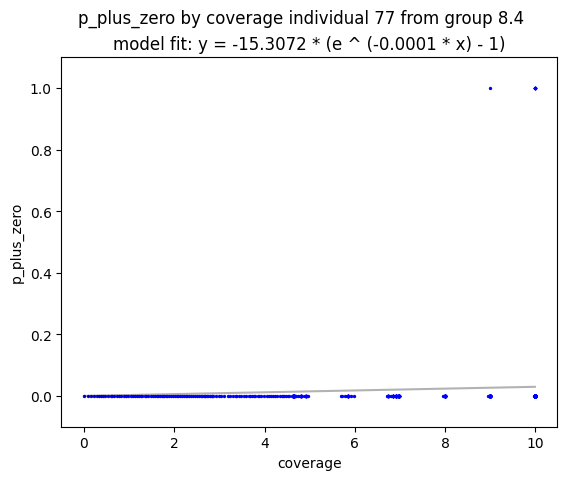 p_plus_zero by coverage individual 77 from group 8.4
model fit: y = -15.3072 * (e ^ (-0.0001 * x) - 1)
1.0
0.8
0.6
0.4
0.2
0.0
p_plus_zero
0 2 4 6 8 10
coverage